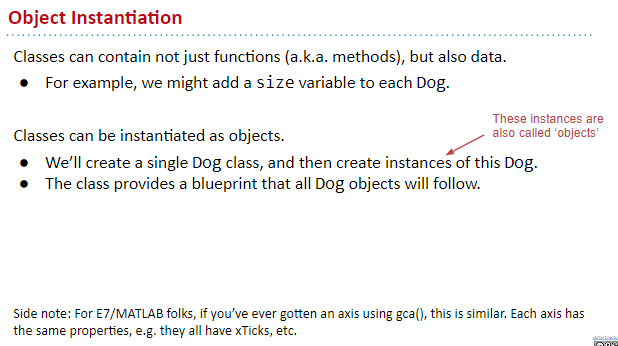 Object Instantiation
Classes can contain not just functions (a.k.a. methods), but also data.
● For example, we might add a size variable to each Dog.
These instances are
also called ‘objects’
Classes can be instantiated as objects.
● We’ll create a single Dog class, and then create instances of this Dog.
● The class provides a blueprint that all Dog objects will follow.
Side note: For E7/MATLAB folks, if you’ve ever gotten an axis using gca(), this is similar. Each axis has
the same properties, e.g. they all have xTicks, etc.